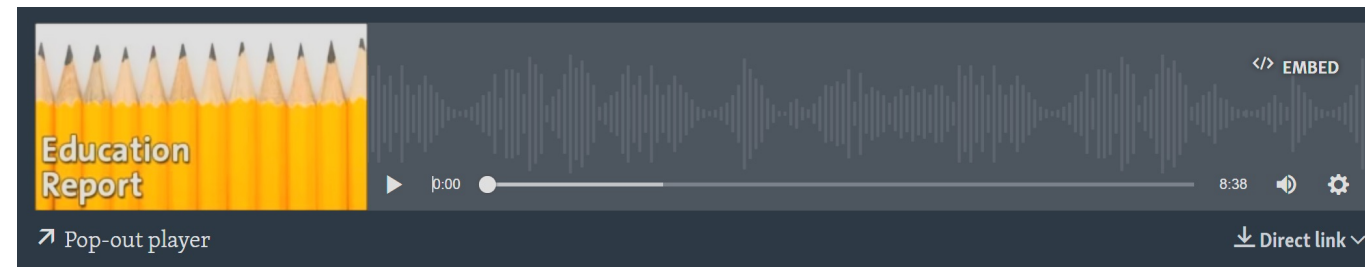 </> EMBED
Education
Report
0:00
8:38
Pop-out player
Direct link